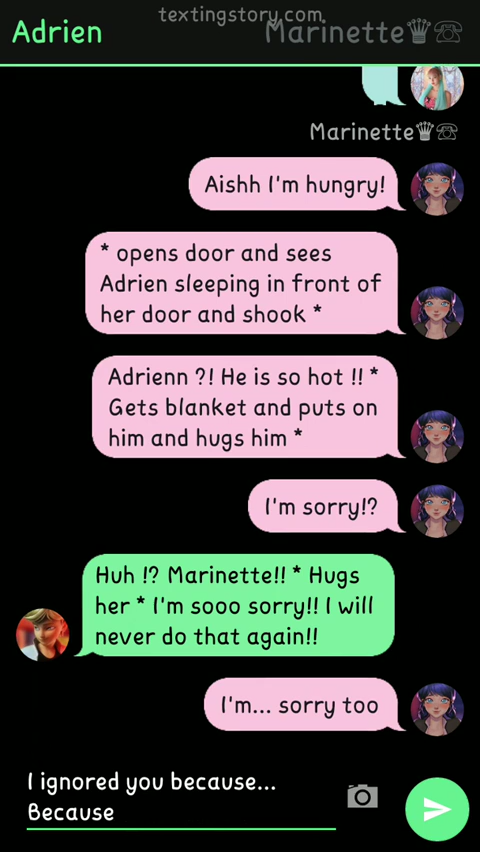 textingstory.com
Adrien
Marinette♛☏
Marinette♛☏
Aishh I'm hungry!
* opens door and sees
Adrien sleeping in front of
her door and shook *
Adrienn ?! He is so hot !! *
Gets blanket and puts on
him and hugs him *
I'm sorry!?
Huh !? Marinette!! * Hugs
her * I'm sooo sorry!! I will
never do that again!!
I'm... sorry too
I ignored you because...
Because